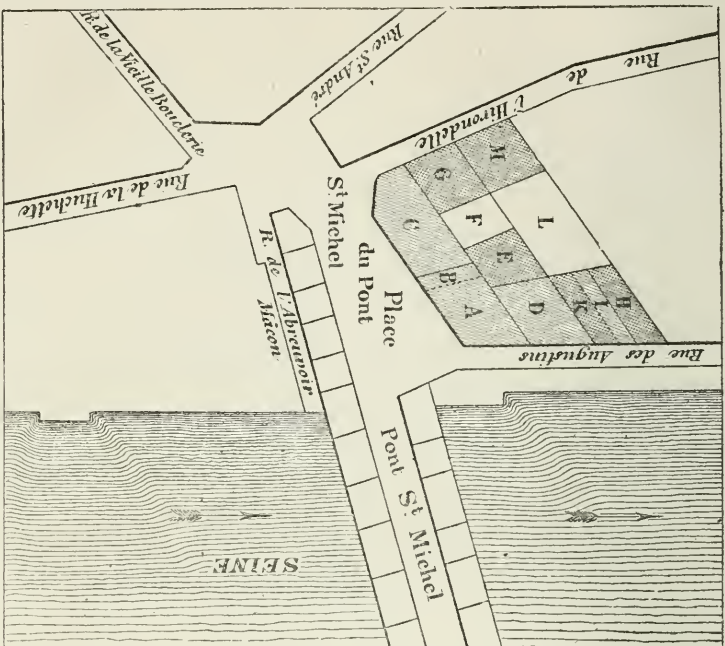 R. de la Vieille Bouclerie
Rue St. André
Rue de
l'Hirondelle
Rue de la Huchette
Place
du Pont
St. Michel
R. de l'Abreuvoir
Mâcon
M
G
L
F
C
E
H
I
K
B
D
A
Rue des Augustins
Pont St. Michel
SEINE